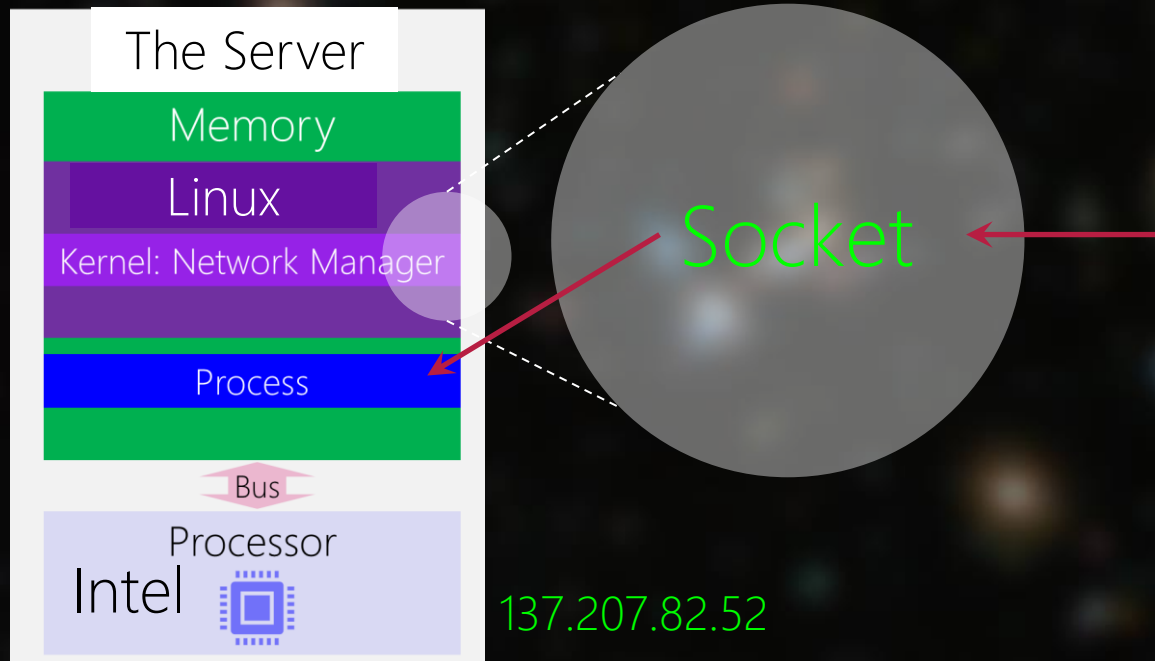 The Server
Memory
Linux
Kernel: Network Manager
Process
Bus
Processor
Intel
Socket
137.207.82.52